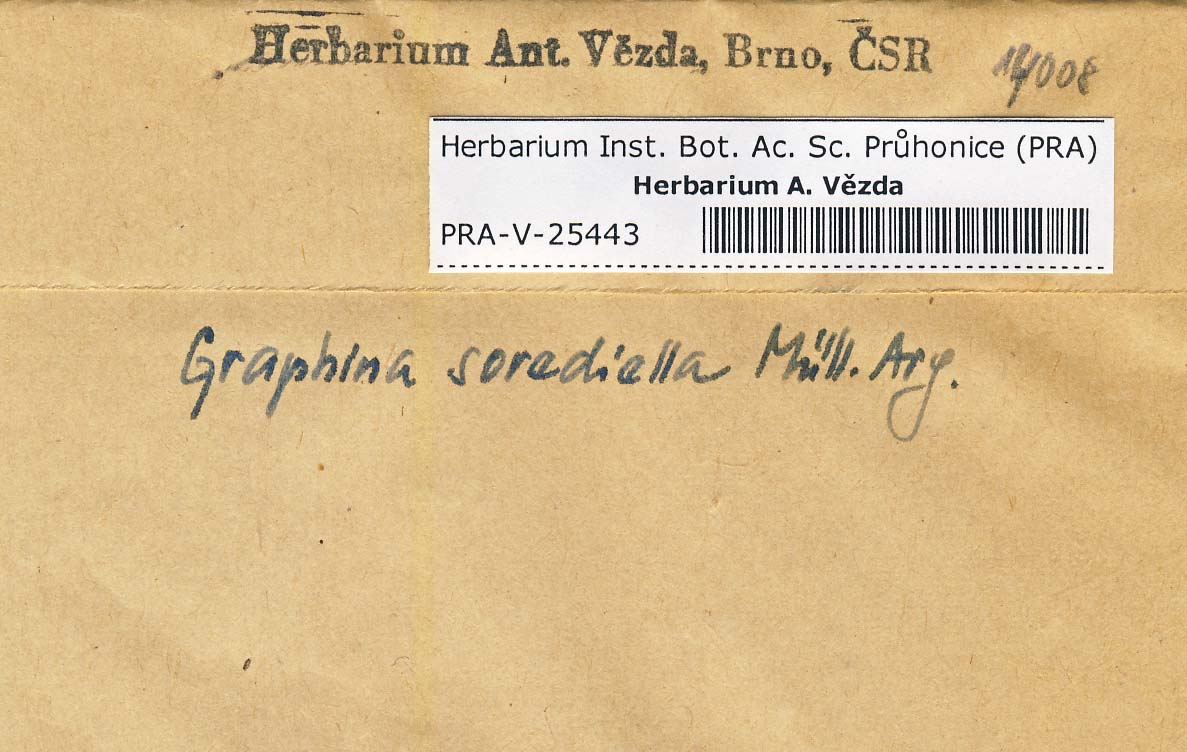 Herbarium Ant. Vězda, Brno, ČSR
Herbarium Inst. Bot. Ac. Sc. Průhonice (PRA)
Herbarium A. Vězda
PRA-V-25443
Graphina sorediella Müll. Arg.